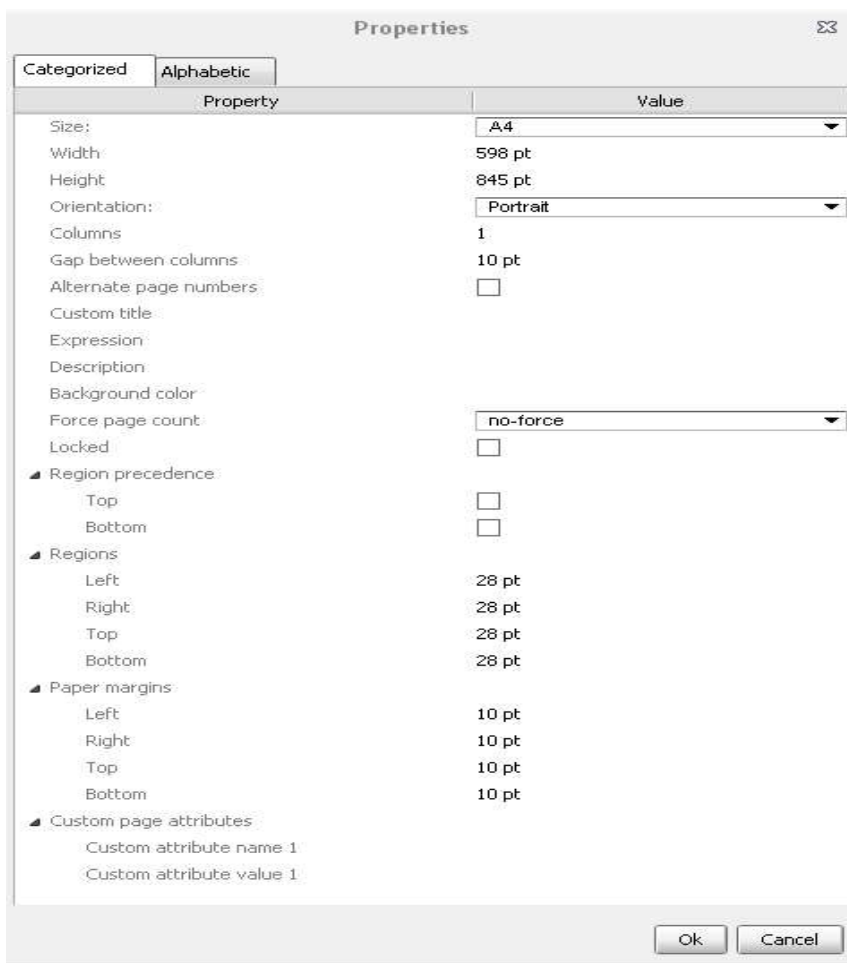 Properties
Categorized Alphabetic
Property Value
Size: A4
Width 598 pt
Height 845 pt
Orientation: Portrait
Columns 1
Gap between columns 10 pt
Alternate page numbers
Custom title
Expression
Description
Background color
Force page count no-force
Locked
Region precedence
Top
Bottom
Regions
Left 28 pt
Right 28 pt
Top 28 pt
Bottom 28 pt
Paper margins
Left 10 pt
Right 10 pt
Top 10 pt
Bottom 10 pt
Custom page attributes
Custom attribute name 1
Custom attribute value 1
Ok Cancel